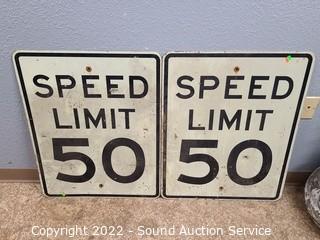 SPEED
LIMIT
50
SPEED
LIMIT
50
Copyright 2022 - Sound Auction Service